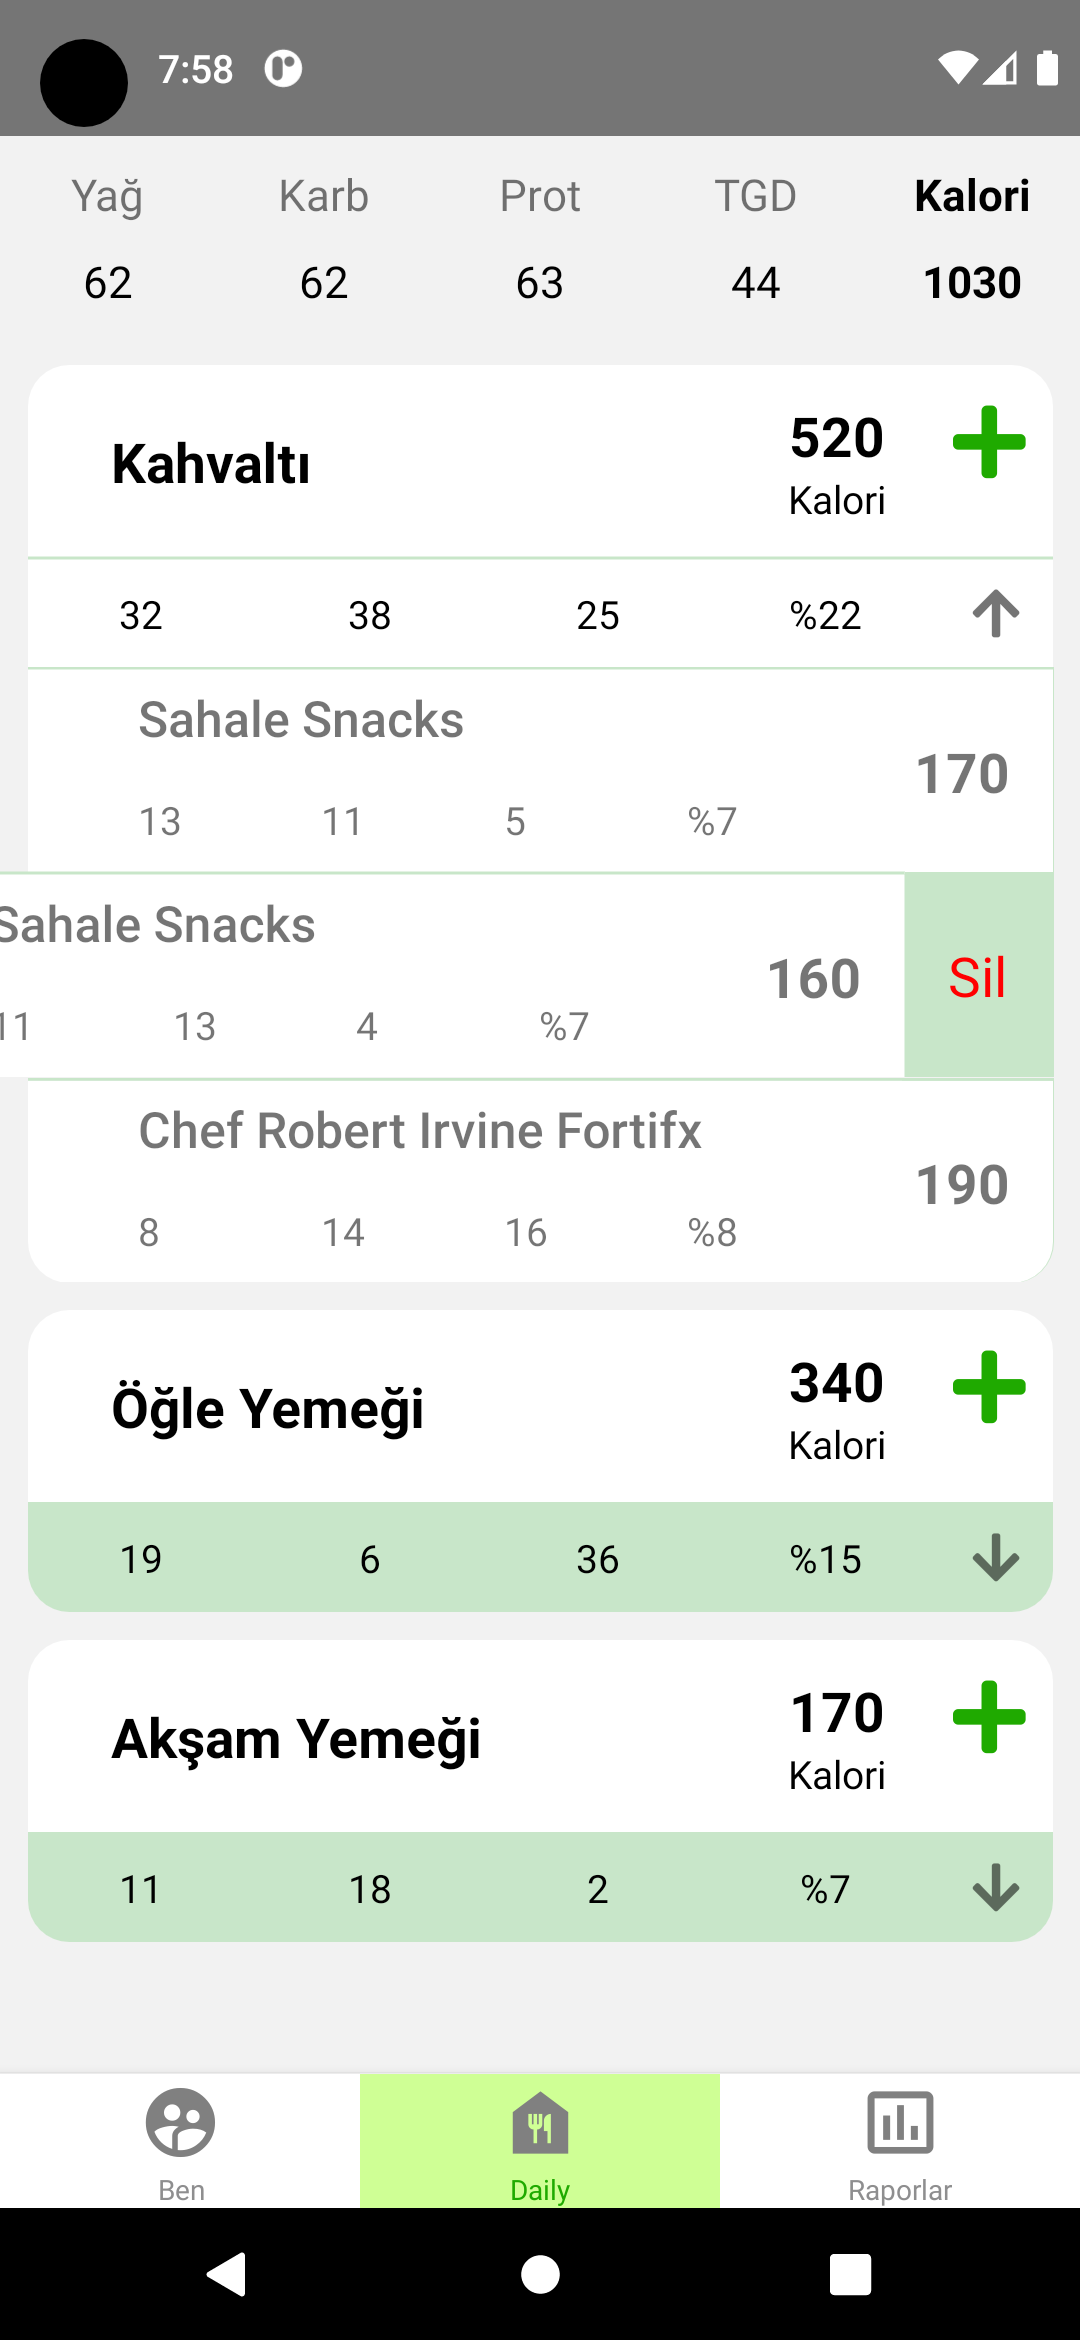 7:58
Yağ Karb Prot TGD Kalori
62 62 63 44 1030
Kahvaltı 520
Kalori
32 38 25 %22
Sahale Snacks
170
13 11 5 %7
Sahale Snacks
160 Sil
11 13 4 %7
Chef Robert Irvine Fortifx
190
8 14 16 %8
Öğle Yemeği 340
Kalori
19 6 36 %15
Akşam Yemeği 170
Kalori
11 18 2 %7
Ben Daily Raporlar